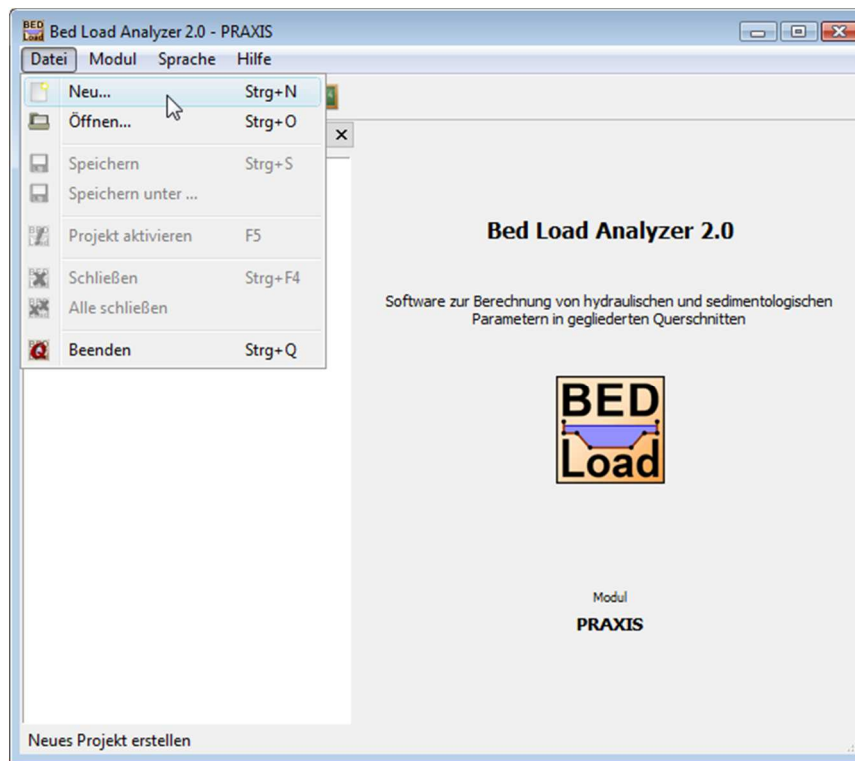 BED
Load
Bed Load Analyzer 2.0 - PRAXIS
Datei Modul Sprache Hilfe
Neu... Strg+N
Öffnen... Strg+O
Speichern Strg+S
Speichern unter ...
Projekt aktivieren F5
Schließen Strg+F4
Alle schließen
Beenden Strg+Q
Bed Load Analyzer 2.0
Software zur Berechnung von hydraulischen und sedimentologischen
Parametern in gegliederten Querschnitten
BED
Load
Modul
PRAXIS
Neues Projekt erstellen